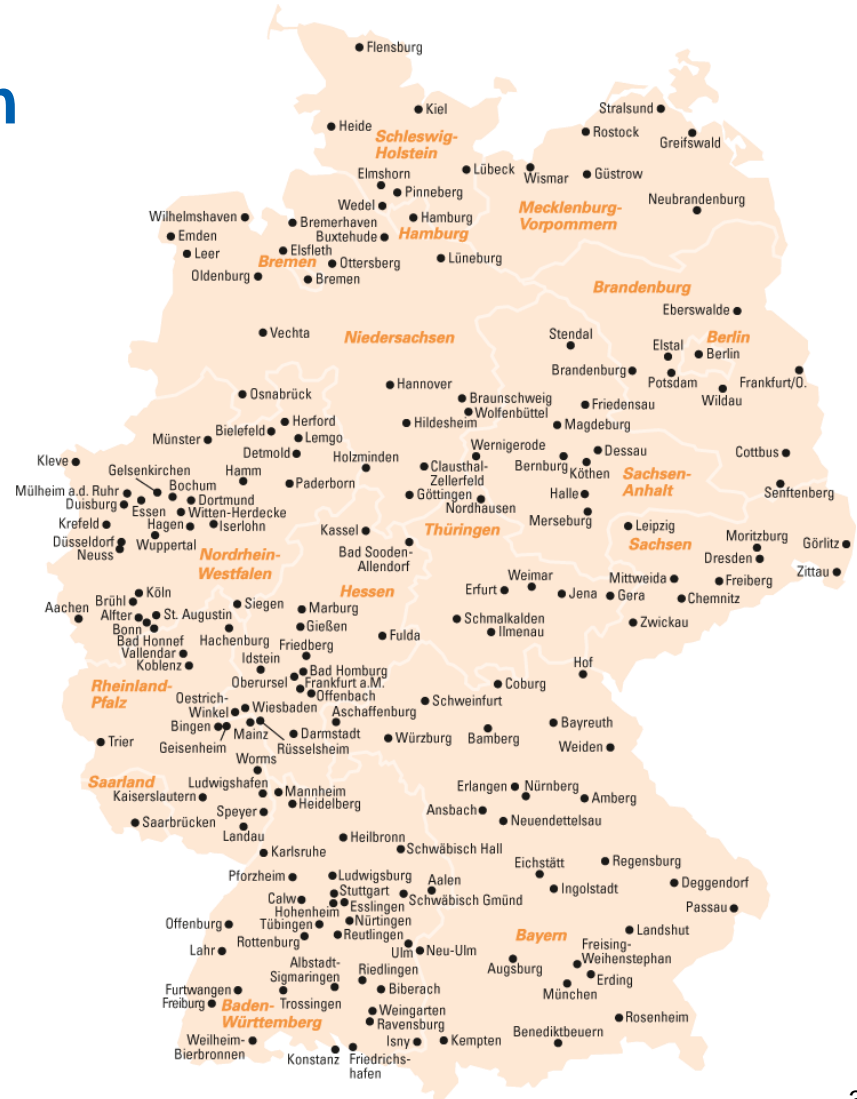 n
Flensburg
Kiel
Heide
Schleswig-
Holstein
Stralsund
Rostock
Greifswald
Elmshorn
Lübeck
Wismar
Güstrow
Pinneberg
Wedel
Neubrandenburg
Mecklenburg-
Vorpommern
Wilhelmshaven
Bremerhaven
Hamburg
Emden
Buxtehude
Hamburg
Leer
Elsfleth
Bremen
Ottersberg
Lüneburg
Oldenburg
Bremen
Brandenburg
Eberswalde
Vechta
Niedersachsen
Stendal
Elstal
Berlin
Berlin
Brandenburg
Potsdam
Frankfurt/O.
Wildau
Osnabrück
Hannover
Braunschweig
Wolfenbüttel
Friedensau
Herford
Bielefeld
Lemgo
Hildesheim
Magdeburg
Münster
Detmold
Holzminden
Wernigerode
Dessau
Cottbus
Kleve
Gelsenkirchen
Hamm
Clausthal-
Zellerfeld
Bernburg
Köthen
Sachsen-
Anhalt
Mülheim a.d. Ruhr
Bochum
Paderborn
Göttingen
Halle
Senftenberg
Duisburg
Dortmund
Nordhausen
Essen
Witten-Herdecke
Merseburg
Krefeld
Hagen
Iserlohn
Kassel
Thüringen
Leipzig
Düsseldorf
Wuppertal
Sachsen
Moritzburg
Görlitz
Neuss
Nordrhein-
Westfalen
Bad Sooden-
Allendorf
Dresden
Zittau
Weimar
Mittweida
Freiberg
Köln
Hessen
Erfurt
Jena
Gera
Chemnitz
Brühl
Siegen
Marburg
Aachen
Alfter
St. Augustin
Schmalkalden
Zwickau
Bonn
Gießen
Ilmenau
Bad Honnef
Hachenburg
Fulda
Vallendar
Friedberg
Koblenz
Idstein
Hof
Bad Homburg
Rheinland-
Pfalz
Oberursel
Frankfurt a.M.
Coburg
Offenbach
Oestrich-
Winkel
Wiesbaden
Aschaffenburg
Schweinfurt
Bingen
Mainz
Darmstadt
Bayreuth
Trier
Geisenheim
Rüsselsheim
Würzburg
Bamberg
Weiden
Worms
Saarland
Ludwigshafen
Mannheim
Erlangen
Nürnberg
Kaiserslautern
Heidelberg
Amberg
Speyer
Ansbach
Saarbrücken
Neuendettelsau
Landau
Heilbronn
Karlsruhe
Schwäbisch Hall
Eichstätt
Regensburg
Pforzheim
Ludwigsburg
Aalen
Deggendorf
Stuttgart
Ingolstadt
Calw
Esslingen
Schwäbisch Gmünd
Passau
Hohenheim
Nürtingen
Offenburg
Tübingen
Landshut
Reutlingen
Bayern
Rottenburg
Freising-
Weihenstephan
Lahr
Ulm
Neu-Ulm
Albstadt-
Sigmaringen
Riedlingen
Augsburg
Erding
Furtwangen
Biberach
München
Freiburg
Trossingen
Baden-
Württemberg
Weingarten
Ravensburg
Rosenheim
Weilheim-
Bierbronnen
Isny
Kempten
Benediktbeuern
Konstanz
Friedrichs-
hafen